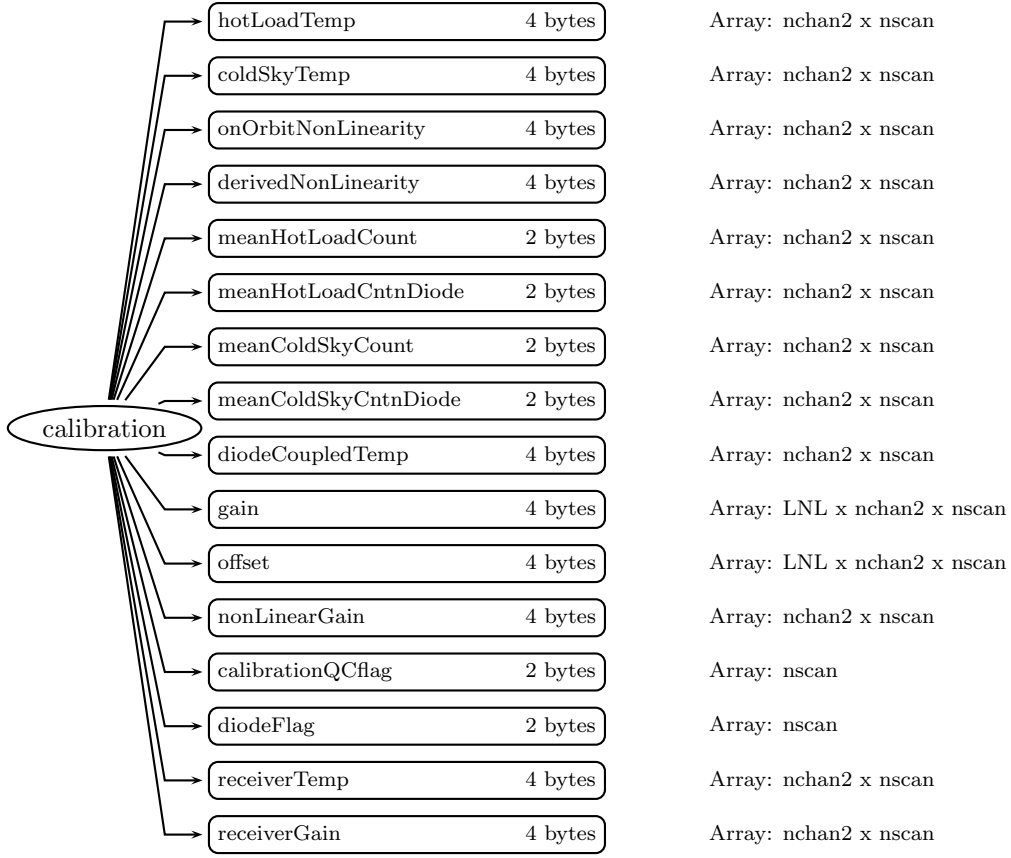 hotLoadTemp 4 bytes Array: nchan2 x nscan
coldSkyTemp 4 bytes Array: nchan2 x nscan
onOrbitNonLinearity 4 bytes Array: nchan2 x nscan
derivedNonLinearity 4 bytes Array: nchan2 x nscan
meanHotLoadCount 2 bytes Array: nchan2 x nscan
meanHotLoadCntnDiode 2 bytes Array: nchan2 x nscan
meanColdSkyCount 2 bytes Array: nchan2 x nscan
meanColdSkyCntnDiode 2 bytes Array: nchan2 x nscan
calibration
diodeCoupledTemp 4 bytes Array: nchan2 x nscan
gain 4 bytes Array: LNL x nchan2 x nscan
offset 4 bytes Array: LNL x nchan2 x nscan
nonLinearGain 4 bytes Array: nchan2 x nscan
calibrationQCflag 2 bytes Array: nscan
diodeFlag 2 bytes Array: nscan
receiverTemp 4 bytes Array: nchan2 x nscan
receiverGain 4 bytes Array: nchan2 x nscan